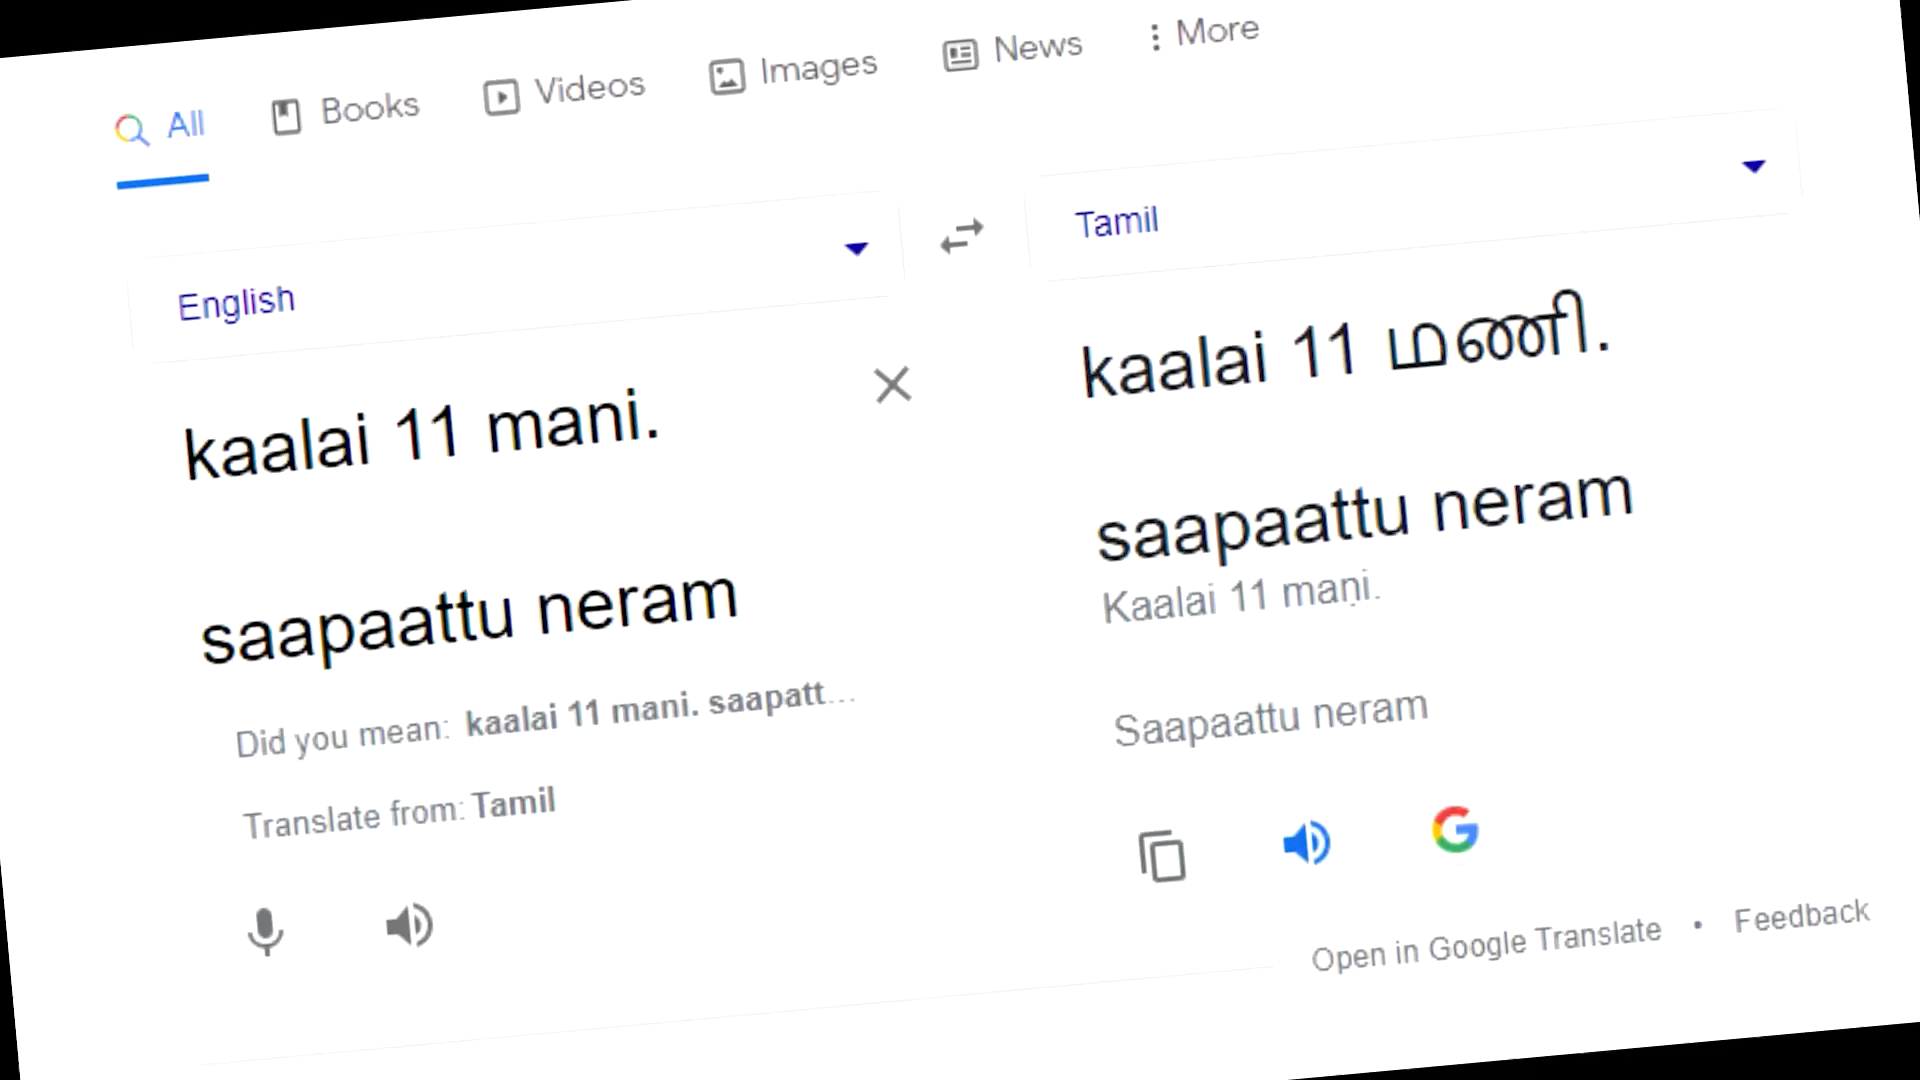 All Books Videos Images News More
English
Tamil
kaalai 11 mani.
saapaattu neram
Did you mean: kaalai 11 mani. saapatt...
Translate from: Tamil
kaalai 11 மணி.
saapaattu neram
Kaalai 11 maṇi.
Saapaattu neram
Open in Google Translate • Feedback